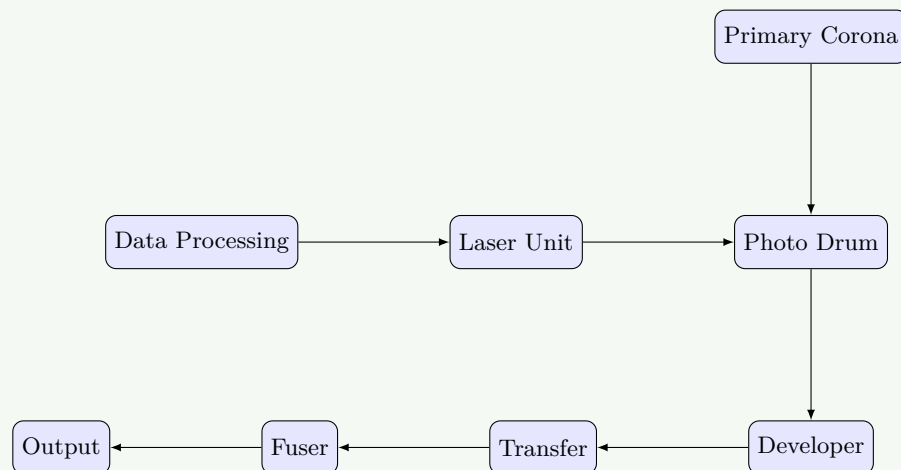 Primary Corona
Data Processing
Laser Unit
Photo Drum
Output
Fuser
Transfer
Developer